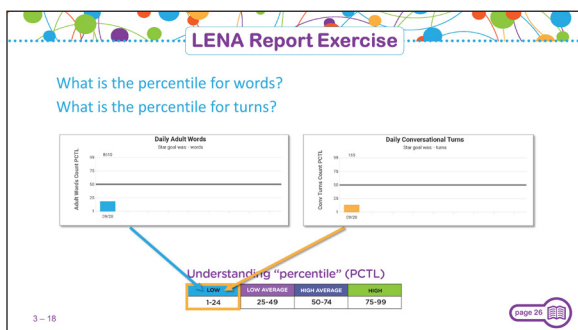 LENA Report Exercise
What is the percentile for words?
What is the percentile for turns?
Daily Adult Words
Star goal was: - words
Adult Words Count PCTL
99
75
50
25
1
09/20
Daily Conversational Turns
Star goal was: - turns
Conv Turns Count PCTL
99
75
50
25
1
09/20
Understanding "percentile" (PCTL)
LOW LOW AVERAGE HIGH AVERAGE HIGH
1-24 25-49 50-74 75-99
3 – 18
page 26